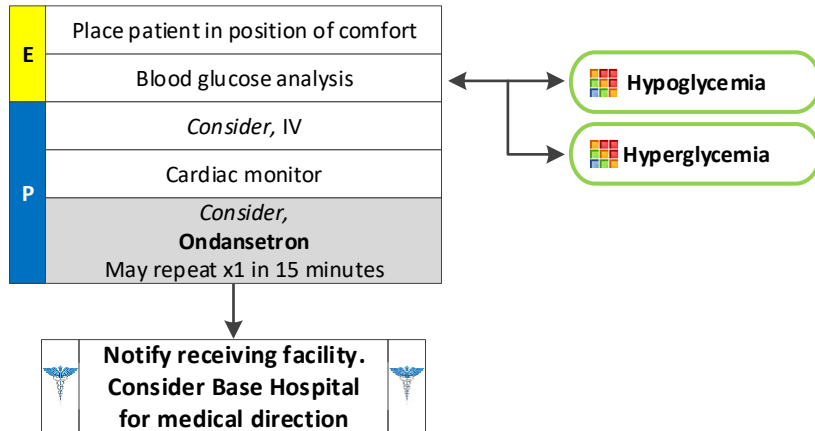 E
Place patient in position of comfort
Blood glucose analysis
Hypoglycemia
Hyperglycemia
P
Consider, IV
Cardiac monitor
Consider,
Ondansetron
May repeat x1 in 15 minutes
Notify receiving facility.
Consider Base Hospital
for medical direction